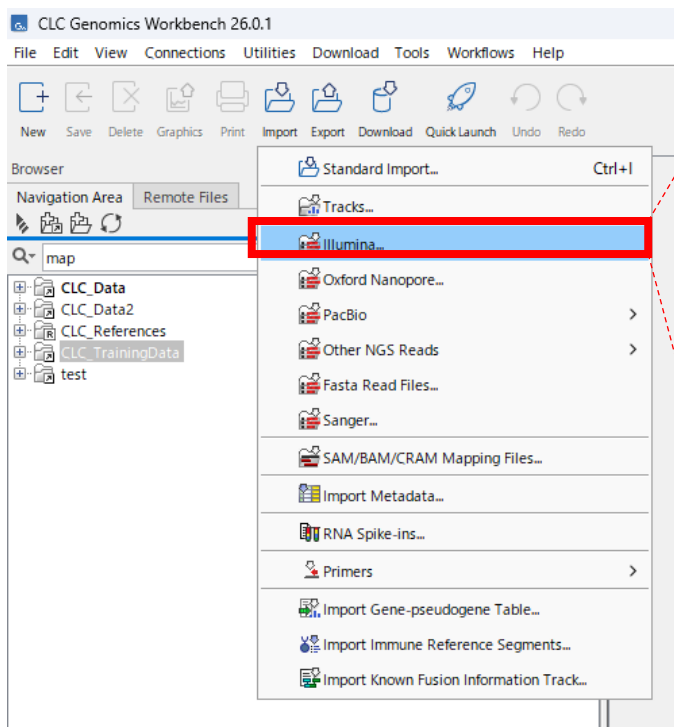 CLC Genomics Workbench 26.0.1
File Edit View Connections Utilities Download Tools Workflows Help
New Save Delete Graphics Print Import Export Download Quick Launch Undo Redo
Browser
Navigation Area Remote Files
map
CLC_Data
CLC_Data2
CLC_References
CLC_TrainingData
test
Standard Import... Ctrl+I
Tracks...
Illumina...
Oxford Nanopore...
PacBio
Other NGS Reads
Fasta Read Files...
Sanger...
SAM/BAM/CRAM Mapping Files...
Import Metadata...
RNA Spike-ins...
Primers
Import Gene-pseudogene Table...
Import Immune Reference Segments...
Import Known Fusion Information Track...